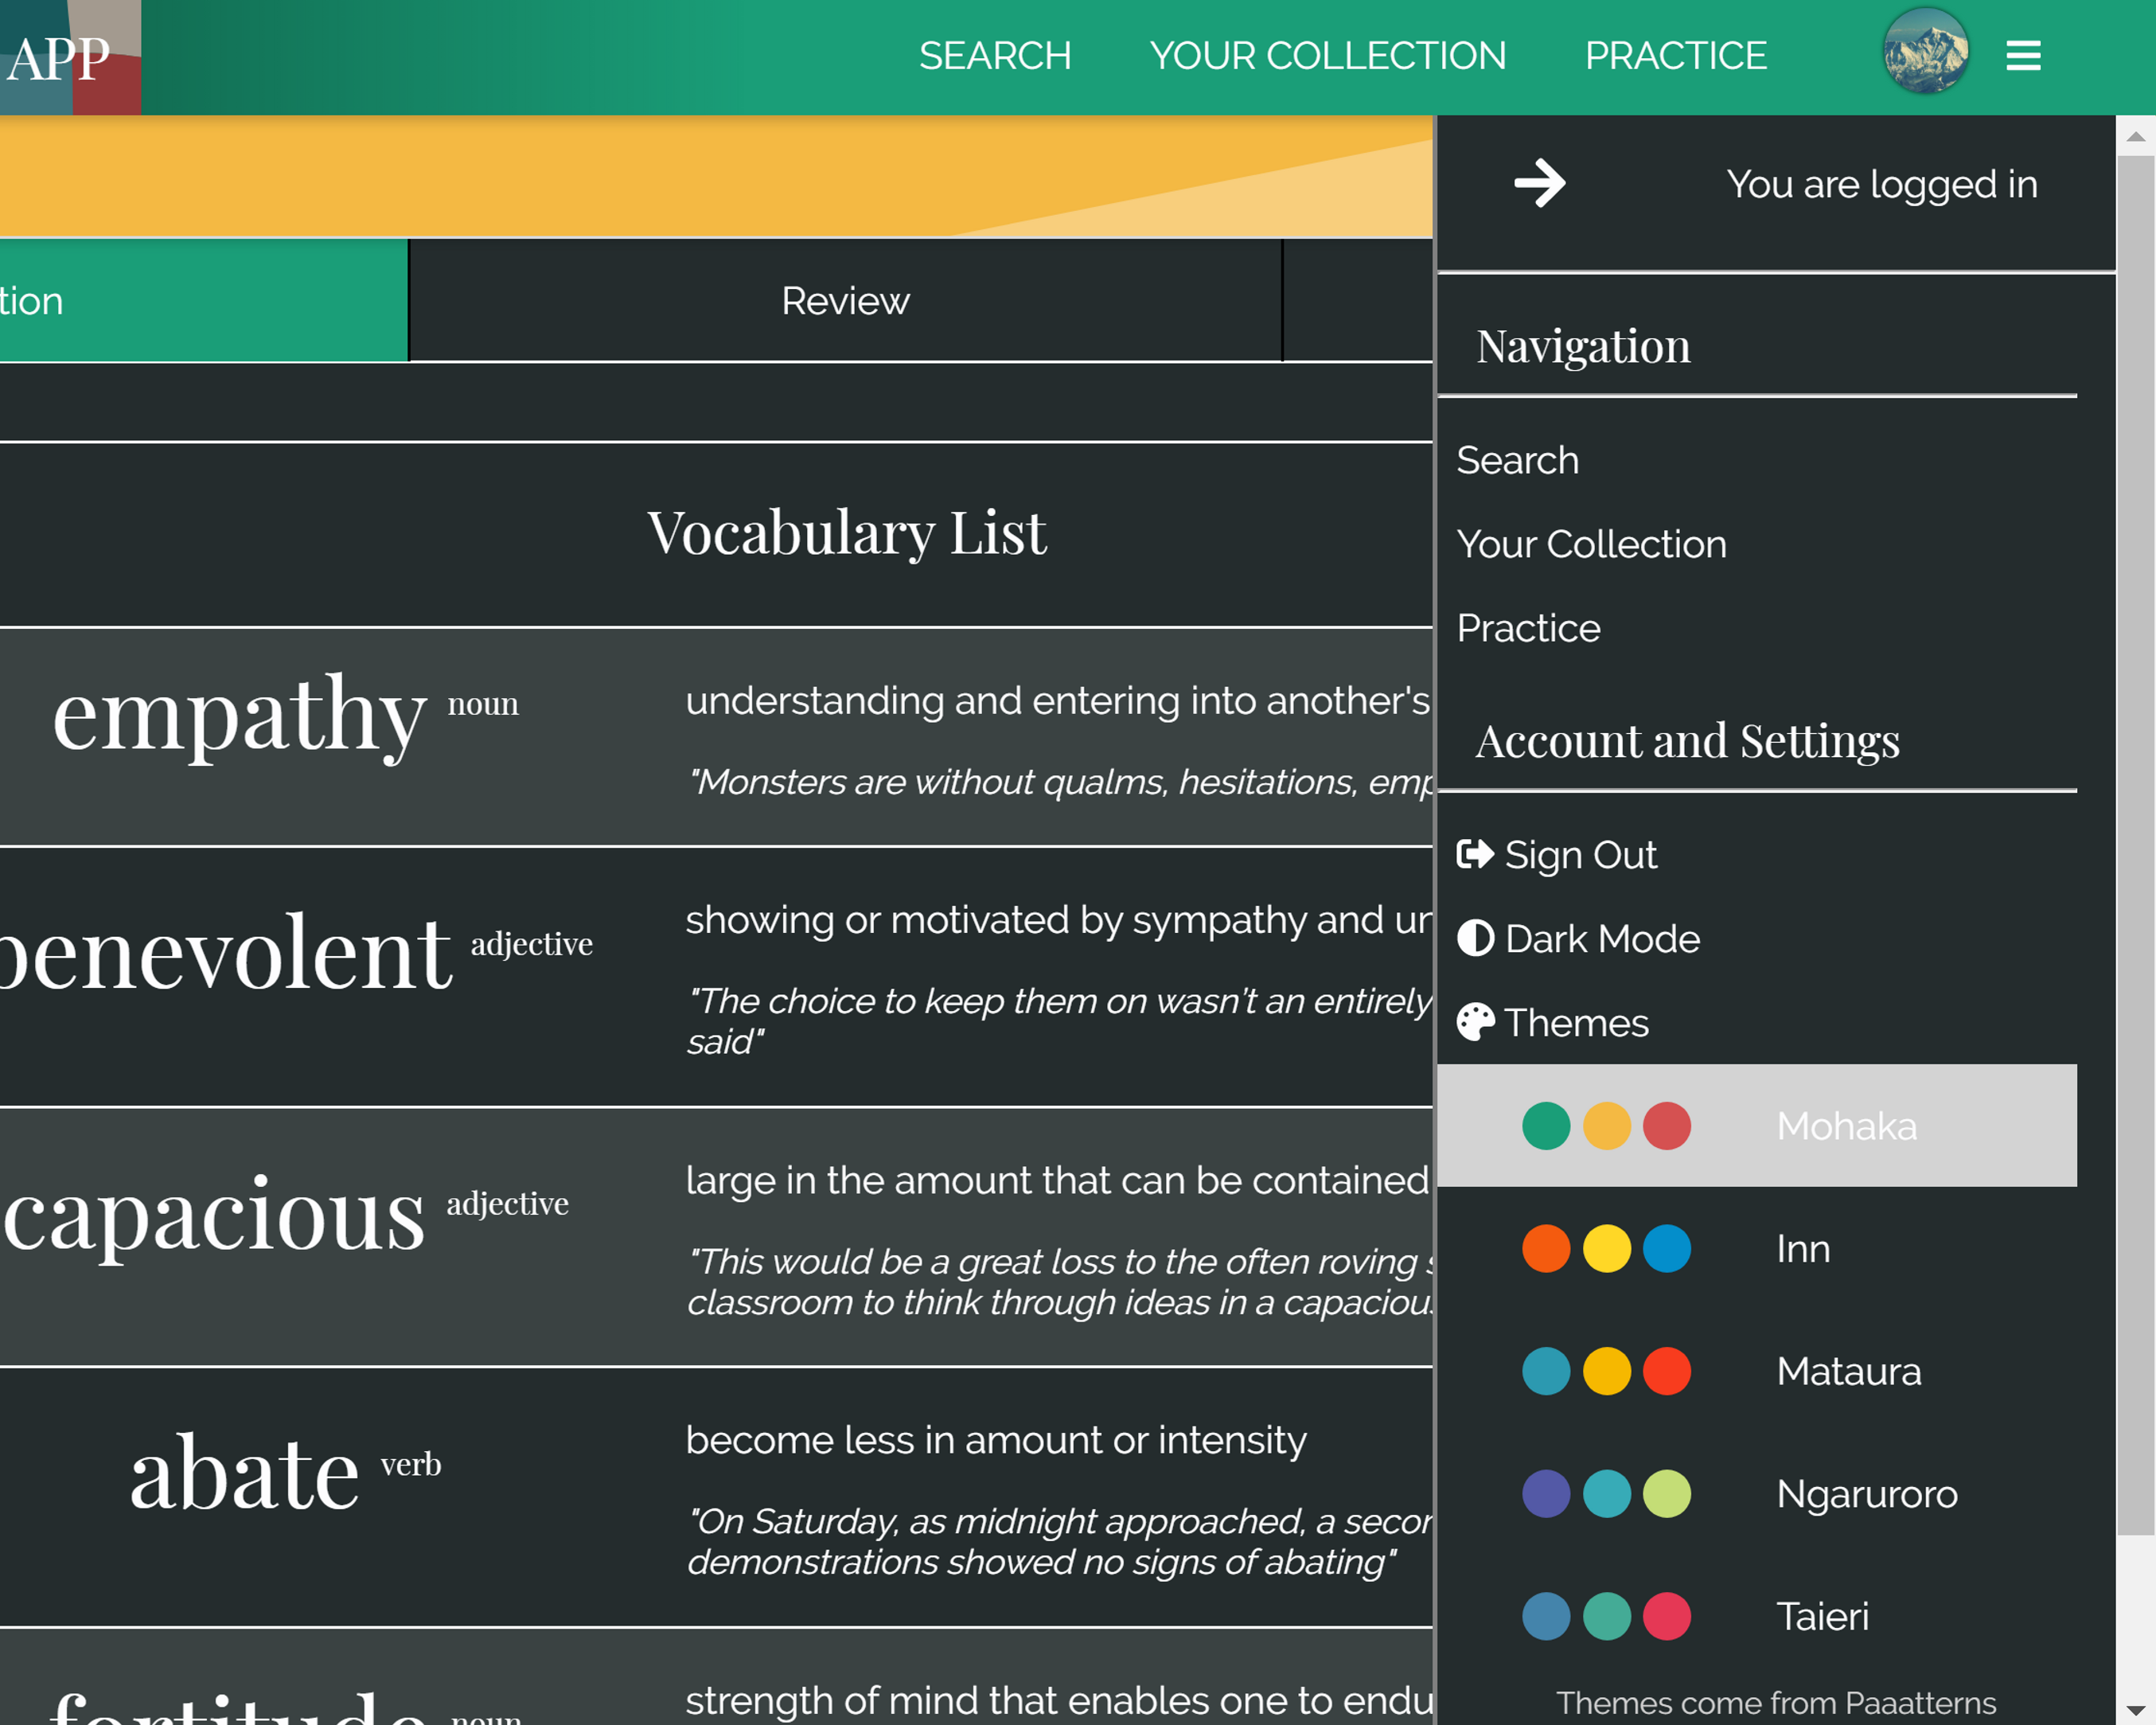 APP
SEARCH YOUR COLLECTION PRACTICE
You are logged in
tion Review
Navigation
Search
Your Collection
Practice
Account and Settings
Sign Out
Dark Mode
Themes
Mohaka
Inn
Mataura
Ngaruroro
Taieri
Themes come from Paaatterns
Vocabulary List
empathy noun
understanding and entering into another's
"Monsters are without qualms, hesitations, emp
benevolent adjective
showing or motivated by sympathy and un
"The choice to keep them on wasn’t an entirely
said"
capacious adjective
large in the amount that can be contained
"This would be a great loss to the often roving s
classroom to think through ideas in a capacious
abate verb
become less in amount or intensity
"On Saturday, as midnight approached, a secon
demonstrations showed no signs of abating"
fortitude noun
strength of mind that enables one to endu